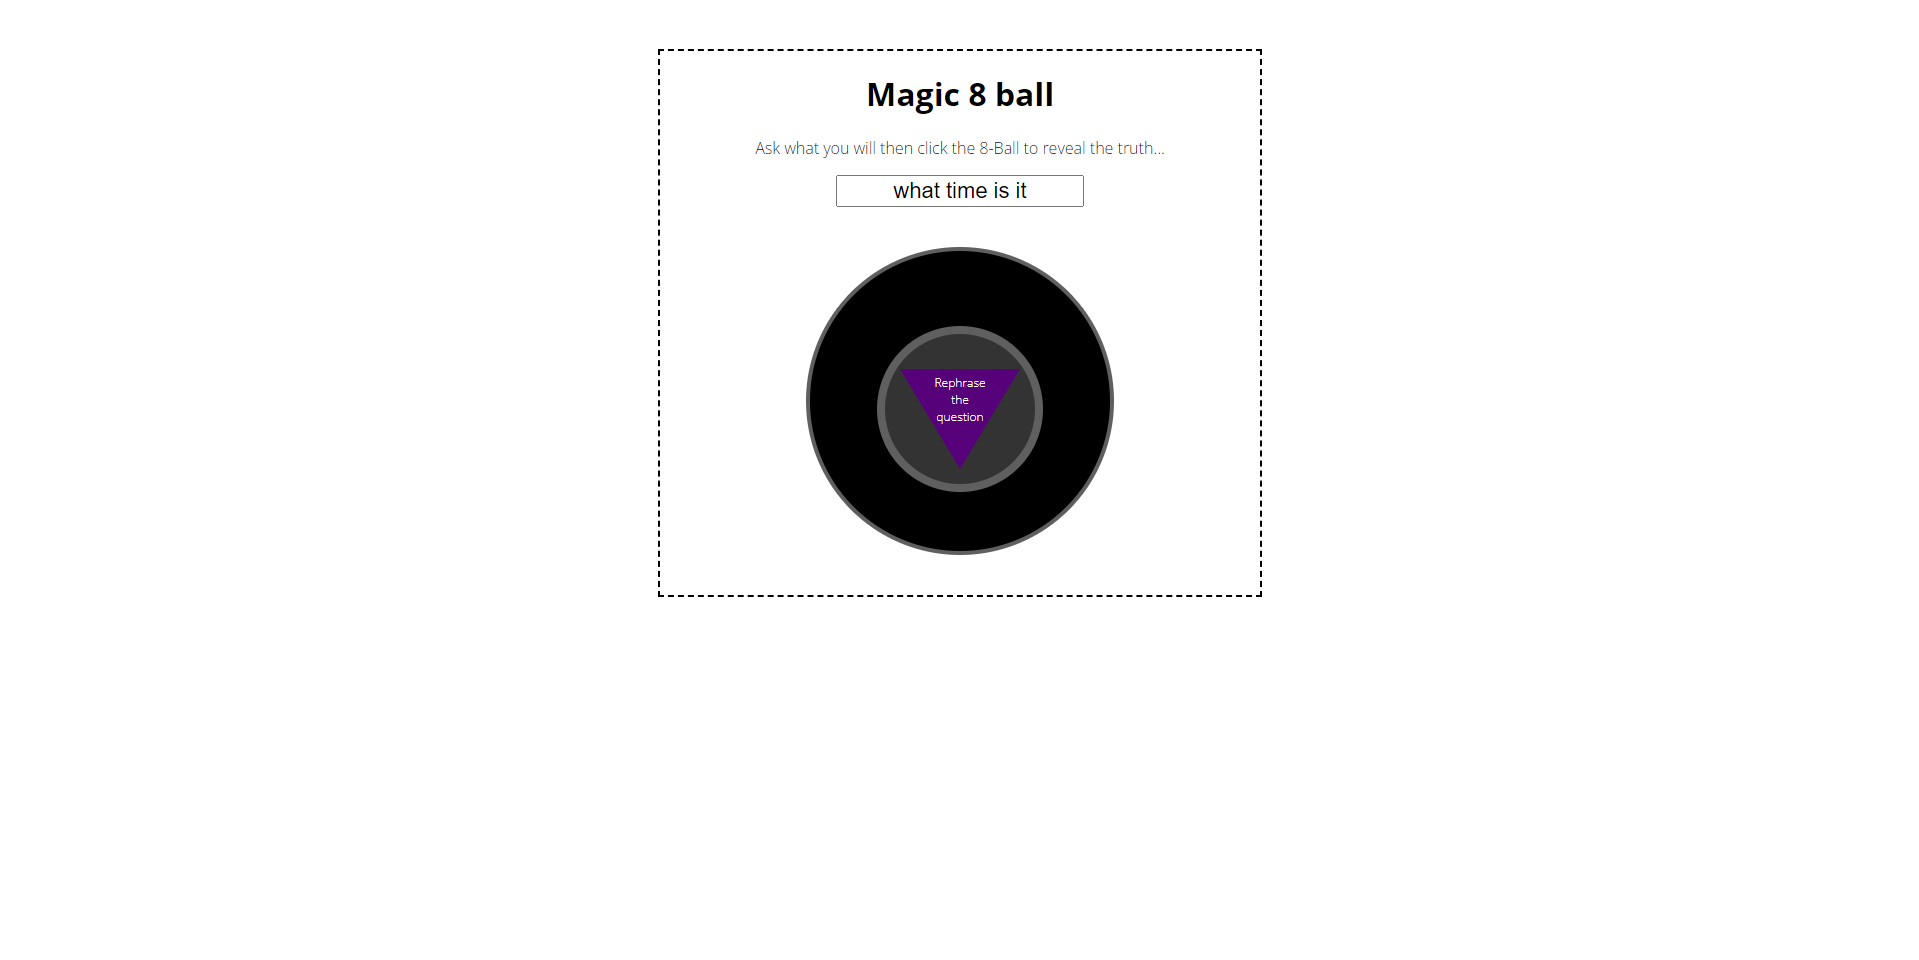 Magic 8 ball
Ask what you will then click the 8-Ball to reveal the truth...
what time is it
Rephrase
the
question